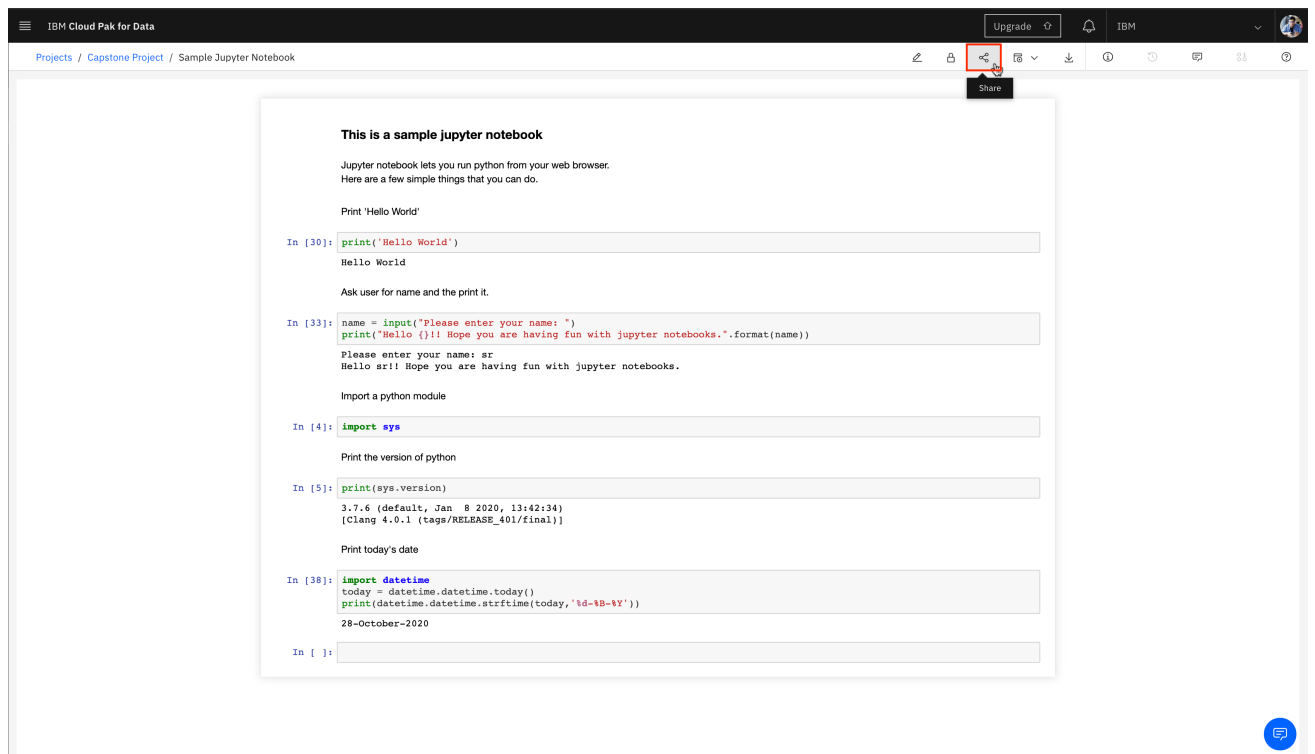 IBM Cloud Pak for Data
Upgrade
IBM
Projects / Capstone Project / Sample Jupyter Notebook
Share
This is a sample jupyter notebook
Jupyter notebook lets you run python from your web browser.
Here are a few simple things that you can do.
Print 'Hello World'
In [30]: print('Hello World')
Hello World
Ask user for name and the print it.
In [33]: name = input("Please enter your name: ")
print("Hello {}!! Hope you are having fun with jupyter notebooks.".format(name))
Please enter your name: sr
Hello sr!! Hope you are having fun with jupyter notebooks.
Import a python module
In [4]: import sys
Print the version of python
In [5]: print(sys.version)
3.7.6 (default, Jan  8 2020, 13:42:34)
[Clang 4.0.1 (tags/RELEASE_401/final)]
Print today's date
In [38]: import datetime
today = datetime.datetime.today()
print(datetime.datetime.strftime(today,'%d-%B-%Y'))
28-October-2020
In [ ]: